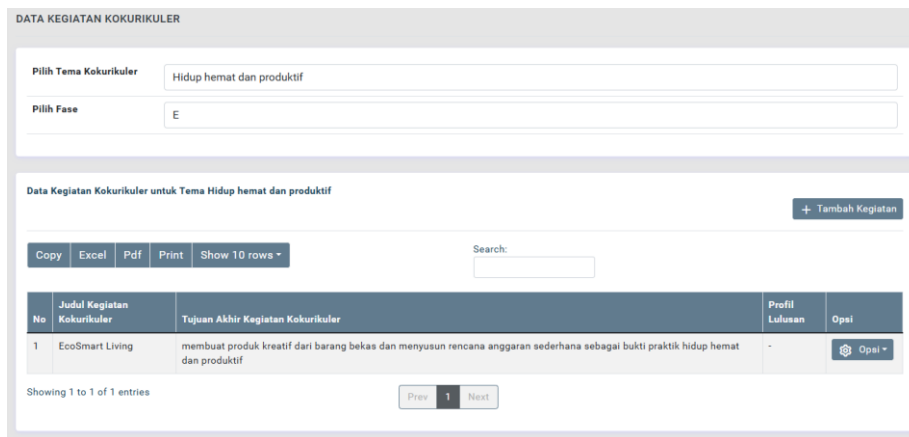 DATA KEGIATAN KOKURIKULER
Pilih Tema Kokurikuler
Hidup hemat dan produktif
Pilih Fase
E
Data Kegiatan Kokurikuler untuk Tema Hidup hemat dan produktif
+ Tambah Kegiatan
Copy Excel Pdf Print Show 10 rows
Search:
No
Judul Kegiatan
Kokurikuler
Tujuan Akhir Kegiatan Kokurikuler
Profil
Lulusan
Opsi
1
EcoSmart Living
membuat produk kreatif dari barang bekas dan menyusun rencana anggaran sederhana sebagai bukti praktik hidup hemat
dan produktif
-
Opsi
Showing 1 to 1 of 1 entries
Prev 1 Next